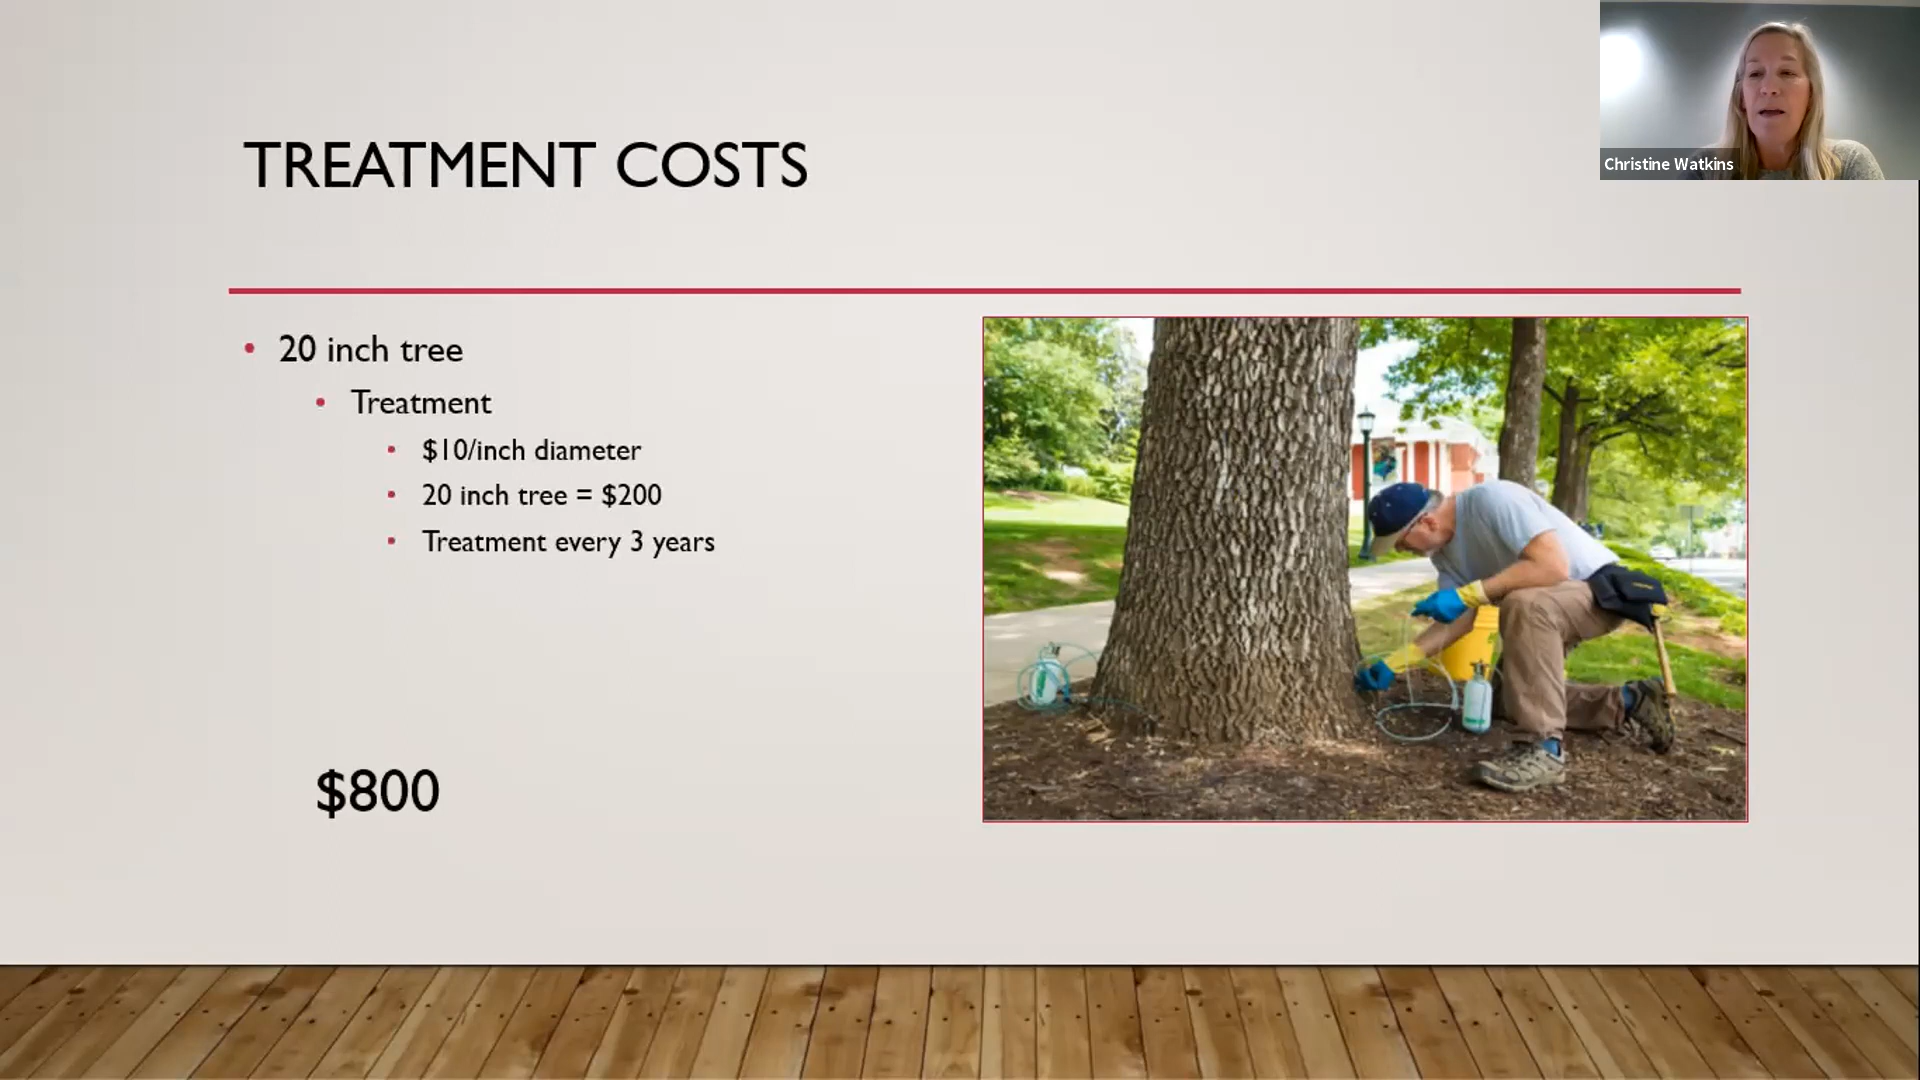 Christine Watkins
TREATMENT COSTS
20 inch tree
Treatment
$10/inch diameter
20 inch tree = $200
Treatment every 3 years
$800